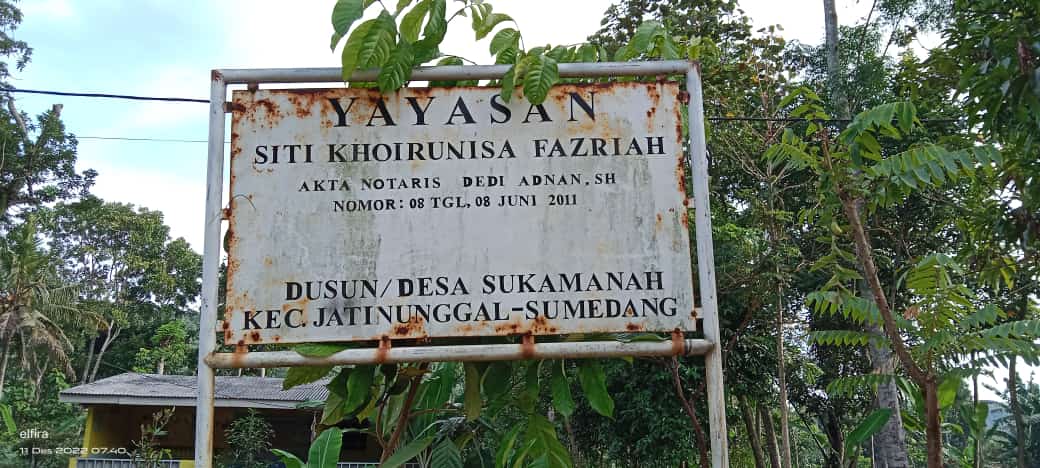 YAYASAN
SITI KHOIRUNISA FAZRIAH
AKTA NOTARIS DEDI ADNAN, SH
NOMOR: 08 TGL, 08 JUNI 2011
DUSUN/DESA SUKAMANAH
KEC. JATINUNGGAL-SUMEDANG
elfira
11 Des 2022 07.40